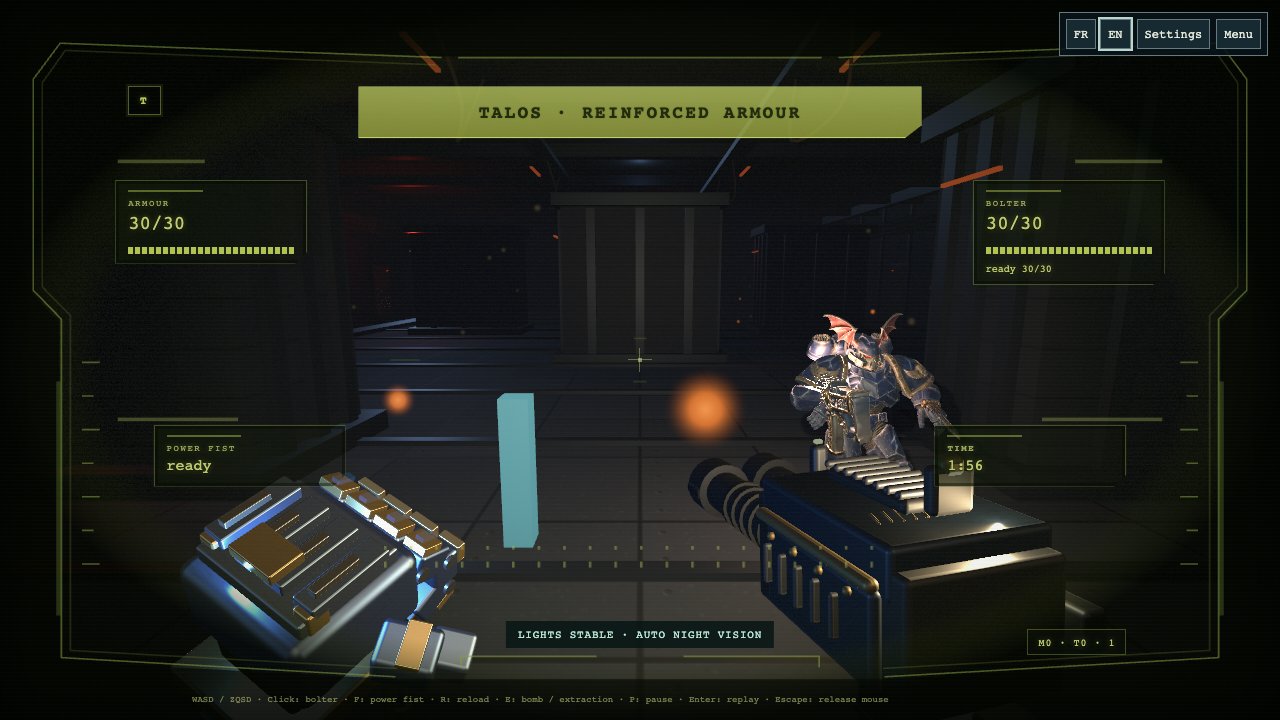 FR EN Settings Menu
T
TALOS · REINFORCED ARMOUR
ARMOUR
30/30
BOLTER
30/30
ready 30/30
POWER FIST
ready
TIME
1:56
LIGHTS STABLE · AUTO NIGHT VISION
M0 · T0 · 1
WASD / ZQSD · Click: bolter · F: power fist · R: reload · E: bomb / extraction · P: pause · Enter: replay · Escape: release mouse